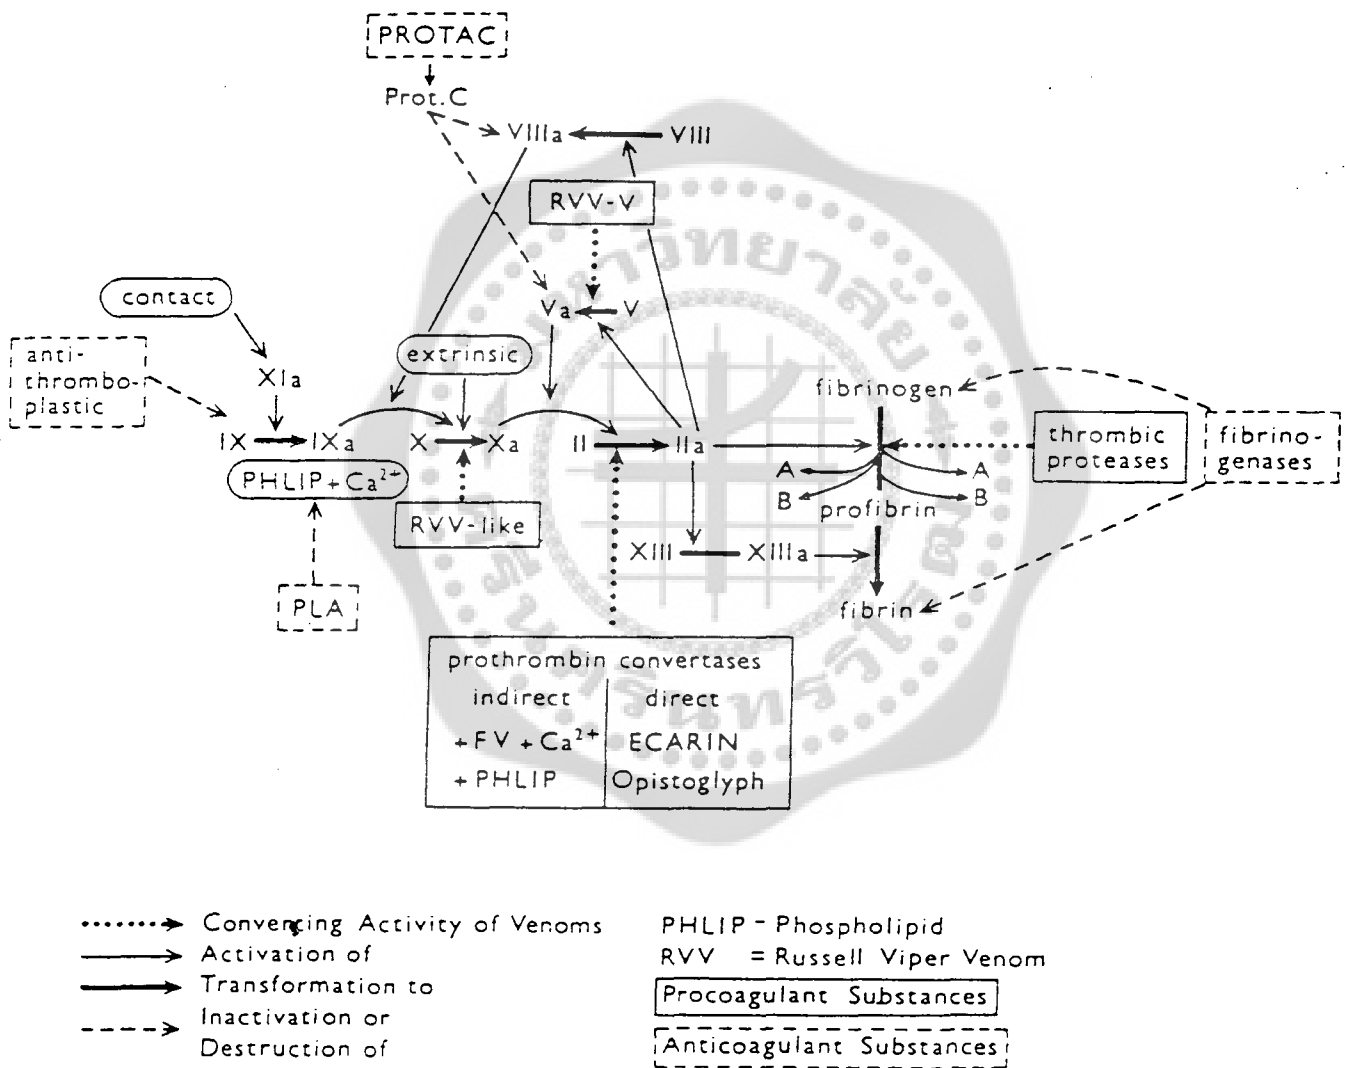 PROTAC
Prot.C
VIIIa
VIII
RVV-V
contact
Va
V
anti-
thrombo-
plastic
XIa
extrinsic
fibrinogen
IX
IXa
X
Xa
II
IIa
thrombic
proteases
fibrino-
genases
A
A
B
B
PHLIP + Ca²⁺
profibrin
RVV-like
XIII
XIIIa
PLA
fibrin
prothrombin convertases
indirect
direct
+ FV + Ca²⁺
ECARIN
+ PHLIP
Opistoglyph
Activation of
Transformation to
Inactivation or
Destruction of
Activity of Venoms
PHLIP - Phospholipid
RVV = Russell Viper Venom
Procoagulant Substances
Anticoagulant Substances